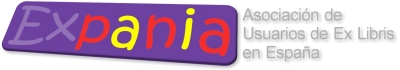 Expania
Asociación de
Usuarios de Ex Libris
en España